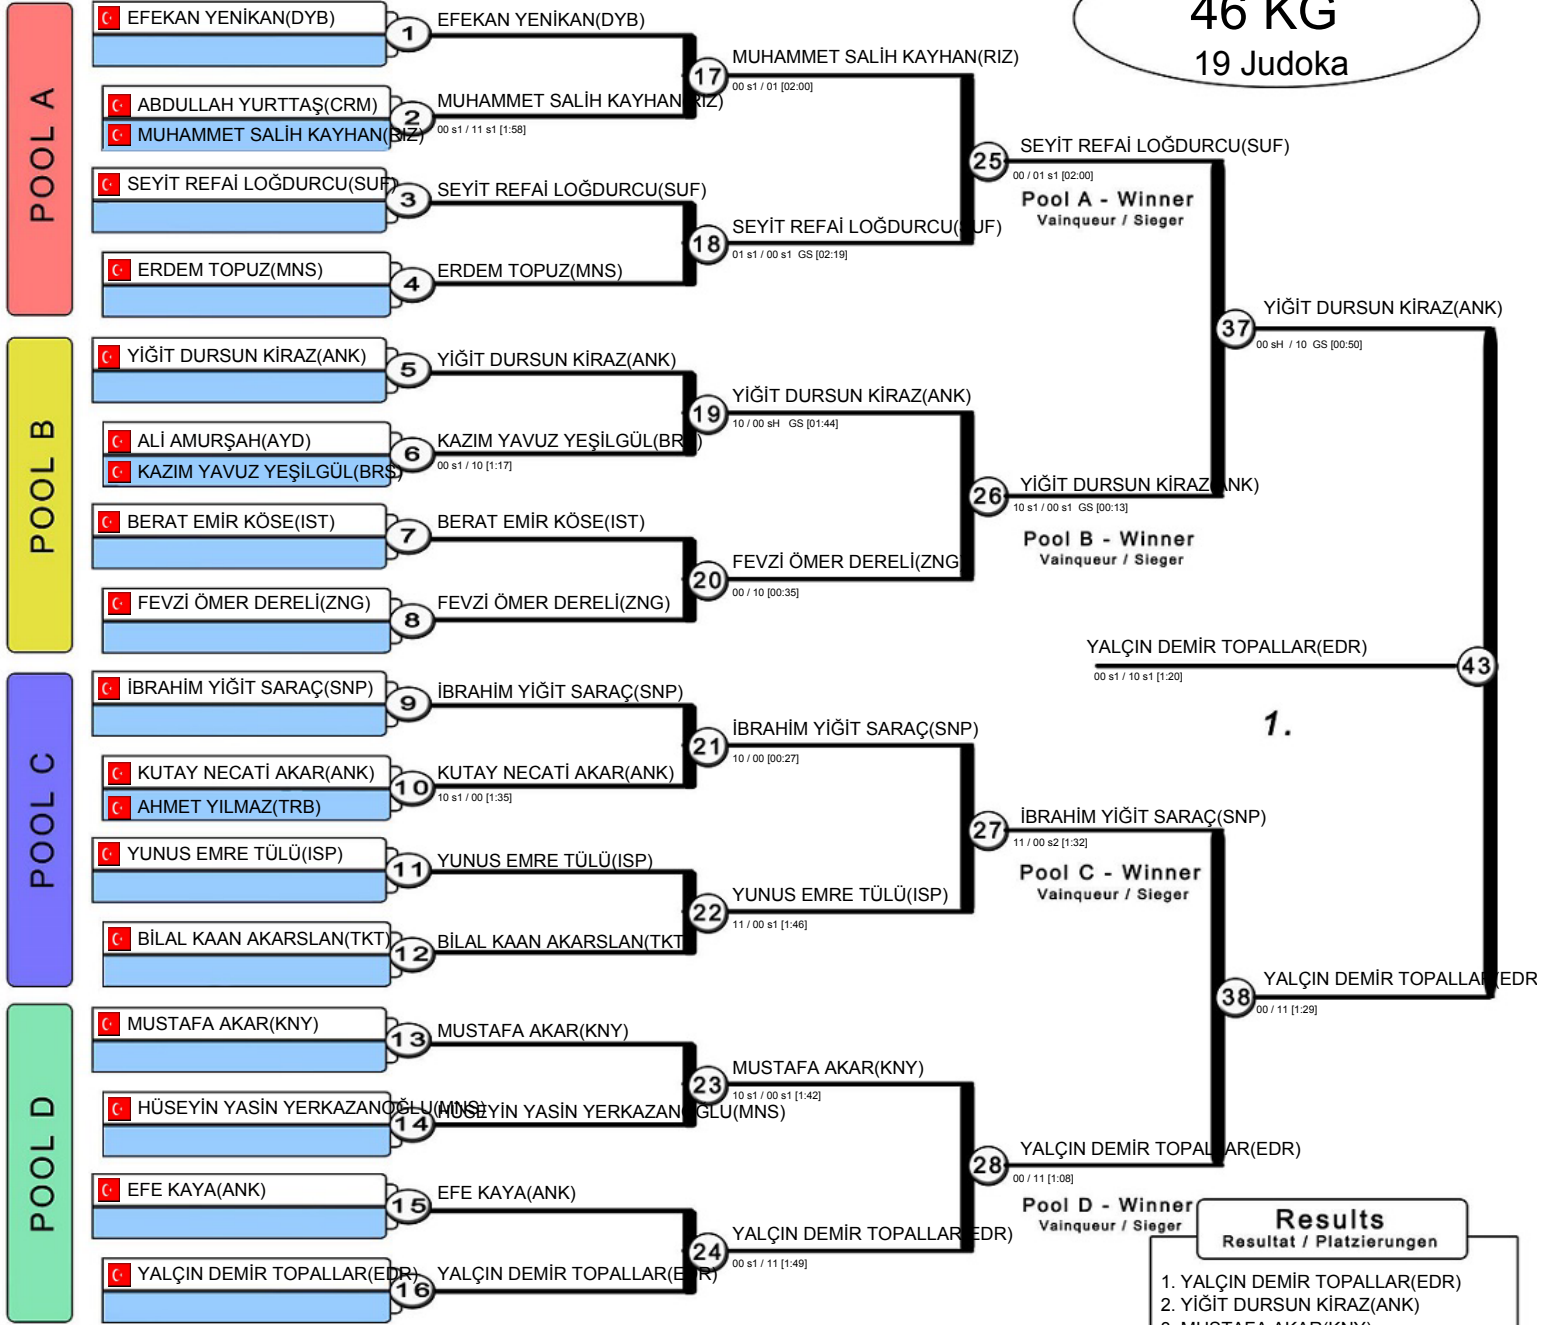 46 KG
19 Judoka
POOL A
EFEKAN YENİKAN(DYB)
1
EFEKAN YENİKAN(DYB)
ABDULLAH YURTTAŞ(CRM)
MUHAMMET SALİH KAYHAN(RIZ)
2
MUHAMMET SALİH KAYHAN(RIZ)
00 s1 / 11 s1 [1:58]
17
MUHAMMET SALİH KAYHAN(RIZ)
00 s1 / 01 [02:00]
SEYİT REFAİ LOĞDURCU(SUF)
3
SEYİT REFAİ LOĞDURCU(SUF)
ERDEM TOPUZ(MNS)
4
ERDEM TOPUZ(MNS)
18
SEYİT REFAİ LOĞDURCU(SUF)
01 s1 / 00 s1 GS [02:19]
25
SEYİT REFAİ LOĞDURCU(SUF)
00 / 01 s1 [02:00]
Pool A - Winner
Vainqueur / Sieger
POOL B
YİĞİT DURSUN KİRAZ(ANK)
5
YİĞİT DURSUN KİRAZ(ANK)
ALİ AMURŞAH(AYD)
KAZIM YAVUZ YEŞİLGÜL(BRS)
6
KAZIM YAVUZ YEŞİLGÜL(BRS)
00 s1 / 10 [1:17]
19
YİĞİT DURSUN KİRAZ(ANK)
10 / 00 sH GS [01:44]
BERAT EMİR KÖSE(IST)
7
BERAT EMİR KÖSE(IST)
FEVZİ ÖMER DERELİ(ZNG)
8
FEVZİ ÖMER DERELİ(ZNG)
20
FEVZİ ÖMER DERELİ(ZNG
00 / 10 [00:35]
26
YİĞİT DURSUN KİRAZ(ANK)
10 s1 / 00 s1 GS [00:13]
Pool B - Winner
Vainqueur / Sieger
37
YİĞİT DURSUN KİRAZ(ANK)
00 sH / 10 GS [00:50]
YALÇIN DEMİR TOPALLAR(EDR)
00 s1 / 10 s1 [1:20]
43
1.
POOL C
İBRAHİM YİĞİT SARAÇ(SNP)
9
İBRAHİM YİĞİT SARAÇ(SNP)
KUTAY NECATİ AKAR(ANK)
AHMET YILMAZ(TRB)
10
KUTAY NECATİ AKAR(ANK)
10 s1 / 00 [1:35]
21
İBRAHİM YİĞİT SARAÇ(SNP)
10 / 00 [00:27]
YUNUS EMRE TÜLÜ(ISP)
11
YUNUS EMRE TÜLÜ(ISP)
BİLAL KAAN AKARSLAN(TKT)
12
BİLAL KAAN AKARSLAN(TKT
22
YUNUS EMRE TÜLÜ(ISP)
11 / 00 s1 [1:46]
27
İBRAHİM YİĞİT SARAÇ(SNP)
11 / 00 s2 [1:32]
Pool C - Winner
Vainqueur / Sieger
POOL D
MUSTAFA AKAR(KNY)
13
MUSTAFA AKAR(KNY)
HÜSEYİN YASİN YERKAZANOĞLU(MNS)
14
HÜSEYİN YASİN YERKAZANOĞLU(MNS)
23
MUSTAFA AKAR(KNY)
10 s1 / 00 s1 [1:42]
EFE KAYA(ANK)
15
EFE KAYA(ANK)
YALÇIN DEMİR TOPALLAR(EDR)
16
YALÇIN DEMİR TOPALLAR(EDR)
24
YALÇIN DEMİR TOPALLAR(EDR)
00 s1 / 11 [1:49]
28
YALÇIN DEMİR TOPALLAR(EDR)
00 / 11 [1:08]
Pool D - Winner
Vainqueur / Sieger
38
YALÇIN DEMİR TOPALLAR(EDR
00 / 11 [1:29]
Results
Resultat / Platzierungen
1. YALÇIN DEMİR TOPALLAR(EDR)
2. YİĞİT DURSUN KİRAZ(ANK)
3. MUSTAFA AKAR(KNY)